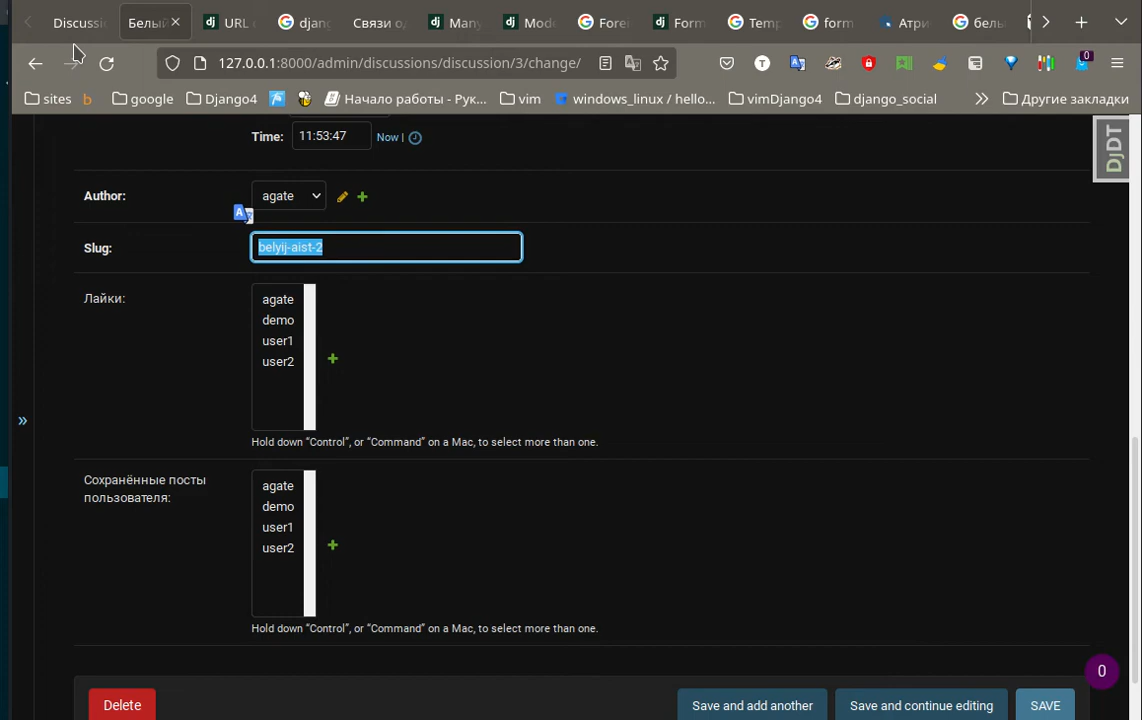 Discussi
Белый
URL
djan
Связи о
Man
Mod
Fore
Form
Temp
form
Атри
бель
127.0.0.1:8000/admin/discussions/discussion/3/change/
0
sites
b
google
Django4
Начало работы - Рук...
vim
windows_linux / hello...
vimDjango4
django_social
Другие закладки
Time: 11:53:47 Now |
DjDT
Author: agate
Slug: belyij-aist-2
Лайки:
agate
demo
user1
user2
Hold down “Control”, or “Command” on a Mac, to select more than one.
Сохранённые посты
пользователя:
agate
demo
user1
user2
Hold down “Control”, or “Command” on a Mac, to select more than one.
0
Delete
Save and add another
Save and continue editing
SAVE